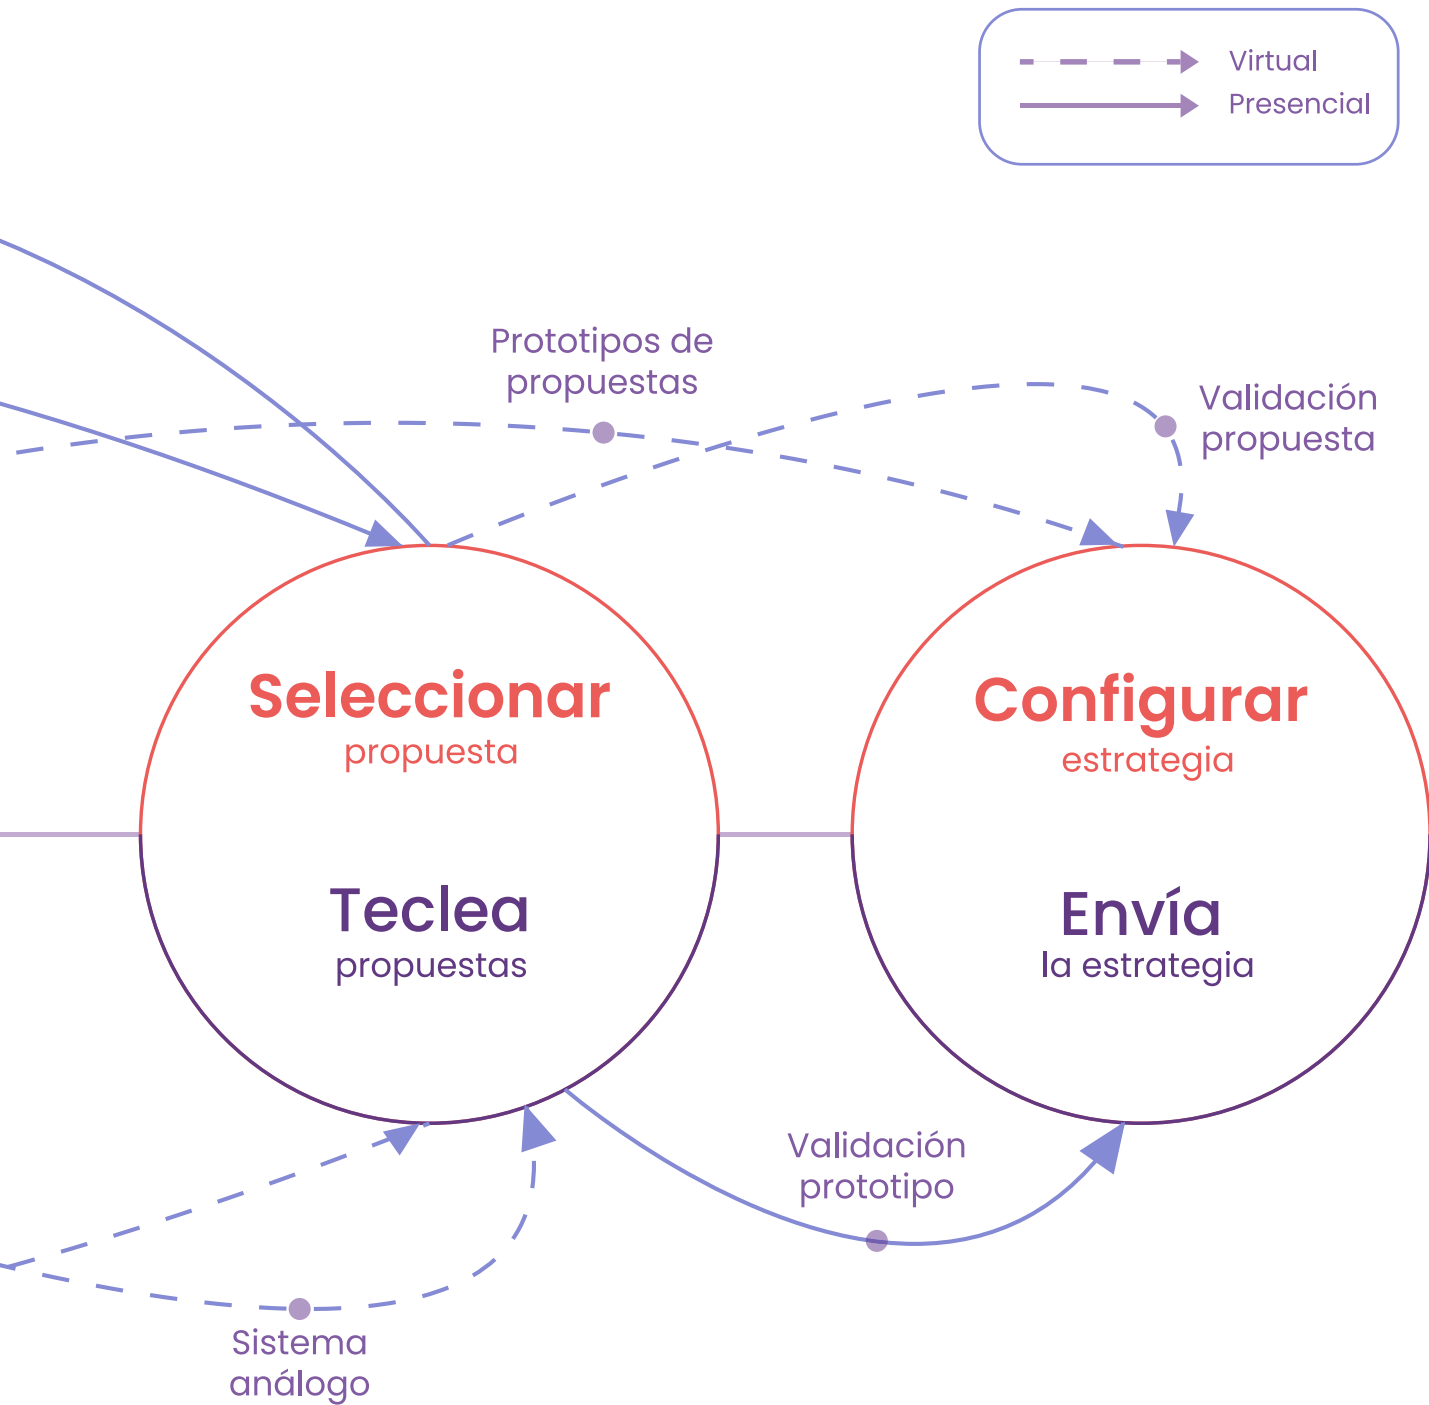 Virtual
Presencial
Prototipos de
propuestas
Validación
propuesta
Seleccionar
propuesta
Teclea
propuestas
Configurar
estrategia
Envía
la estrategia
Validación
prototipo
Sistema
análogo